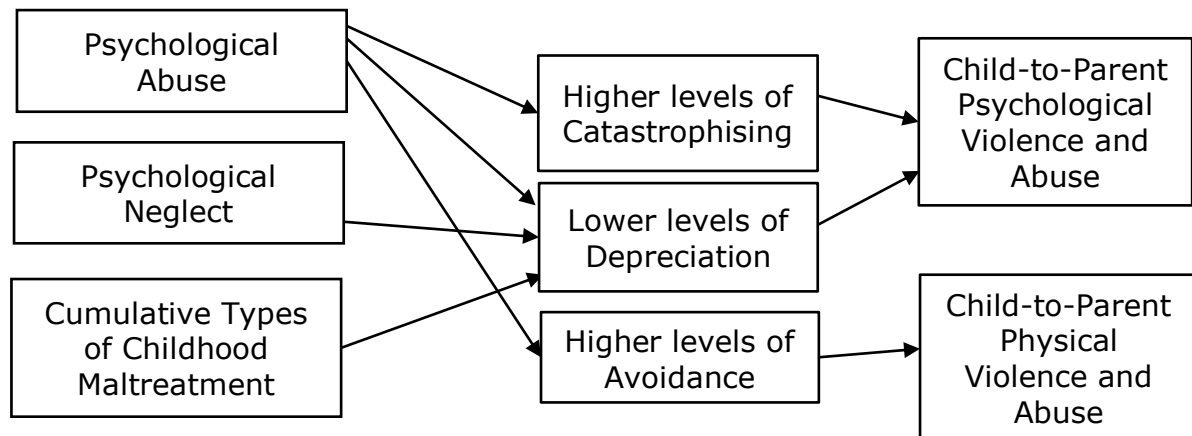 Psychological
Abuse
Psychological
Neglect
Cumulative Types
of Childhood
Maltreatment
Higher levels of
Catastrophising
Lower levels of
Depreciation
Higher levels of
Avoidance
Child-to-Parent
Psychological
Violence and
Abuse
Child-to-Parent
Physical
Violence and
Abuse